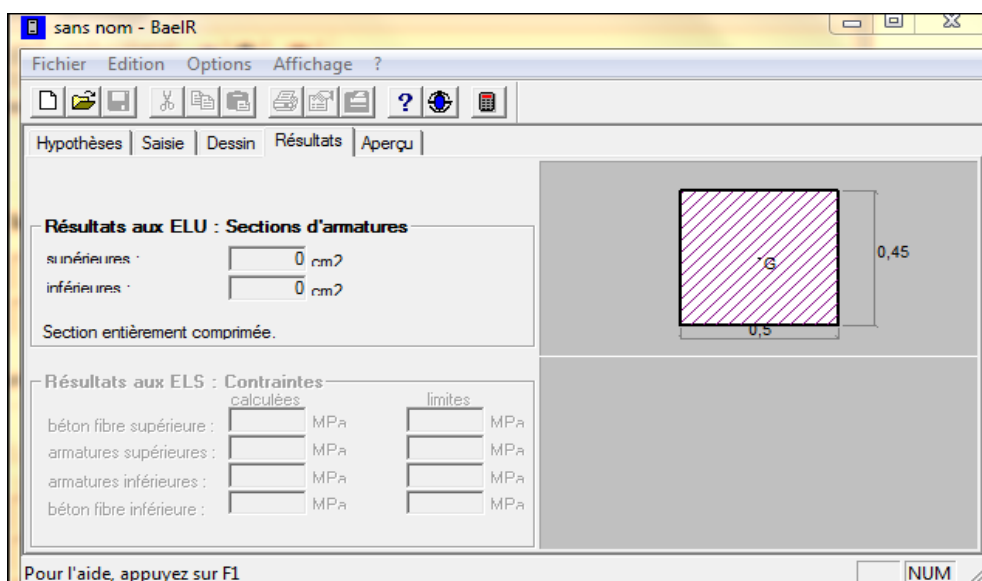 sans nom - BaelR
Fichier Edition Options Affichage ?
Hypothèses Saisie Dessin Résultats Aperçu
Résultats aux ELU : Sections d'armatures
supérieures : 0 cm2
inférieures : 0 cm2
Section entièrement comprimée.
G
0,45
0,5
Résultats aux ELS : Contraintes
calculées limites
béton fibre supérieure : MPa MPa
armatures supérieures : MPa MPa
armatures inférieures : MPa MPa
béton fibre inférieure : MPa MPa
Pour l'aide, appuyez sur F1 NUM